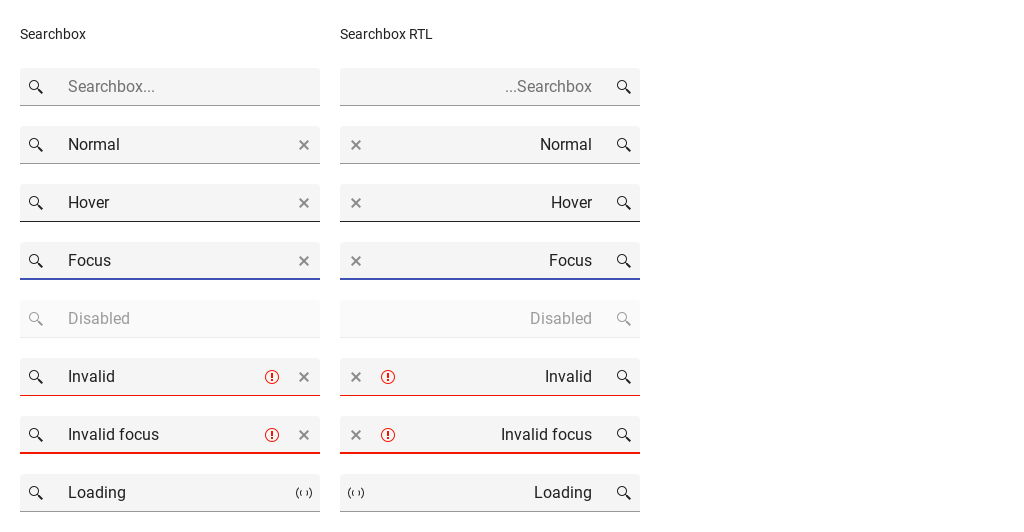 Searchbox
Searchbox RTL
Searchbox...
...Searchbox
Normal
Normal
Hover
Hover
Focus
Focus
Disabled
Disabled
Invalid
Invalid
Invalid focus
Invalid focus
Loading
Loading